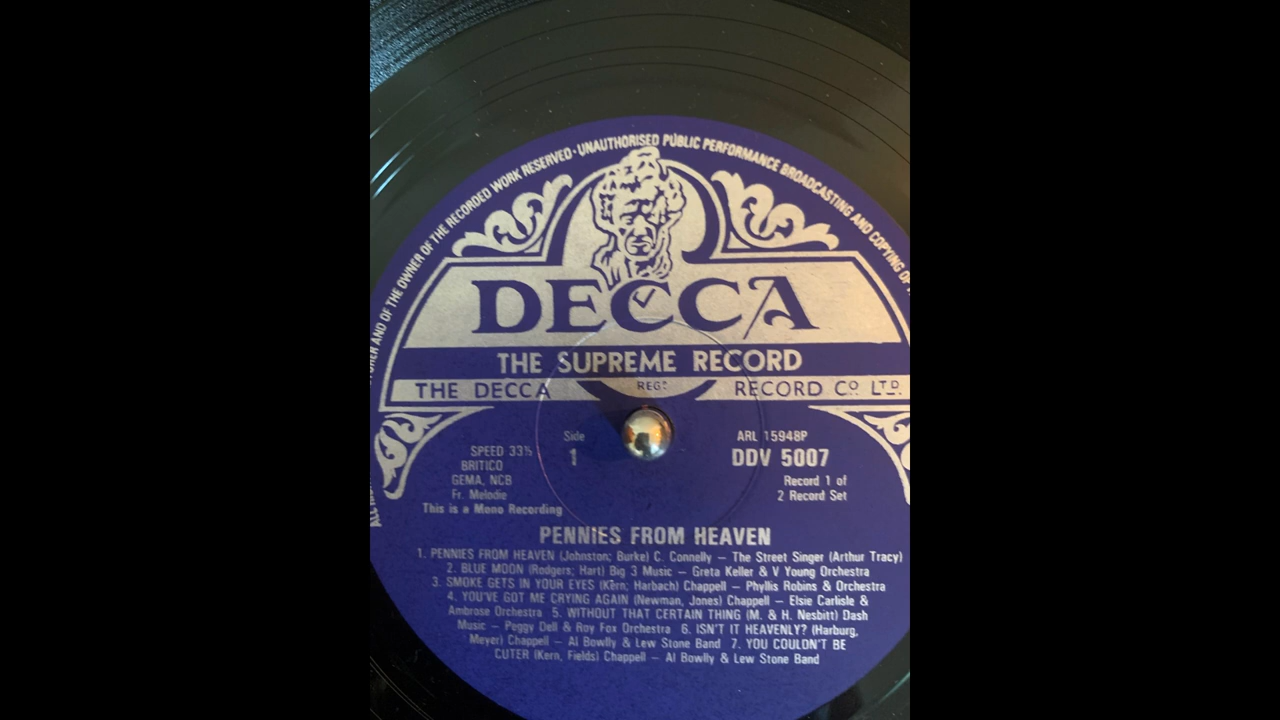 AND OF THE OWNER OF THE RECORDED WORK RESERVED · UNAUTHORISED PUBLIC PERFORMANCE BROADCASTING AND COPYING OF
DECCA
THE SUPREME RECORD
THE DECCA REGD RECORD CO. LTD.
SPEED 33⅓
BRITICO
GEMA, NCB
Fr. Melodie
This is a Mono Recording
Side
1
ARL 15948P
DDV 5007
Record 1 of
2 Record Set
PENNIES FROM HEAVEN
1. PENNIES FROM HEAVEN (Johnston; Burke) C. Connelly – The Street Singer (Arthur Tracy)
2. BLUE MOON (Rodgers; Hart) Big 3 Music – Greta Keller & V Young Orchestra
3. SMOKE GETS IN YOUR EYES (Kern; Harbach) Chappell – Phyllis Robins & Orchestra
4. YOU'VE GOT ME CRYING AGAIN (Newman, Jones) Chappell – Elsie Carlisle &
Ambrose Orchestra 5. WITHOUT THAT CERTAIN THING (M. & H. Nesbitt) Dash
Music – Peggy Dell & Roy Fox Orchestra 6. ISN'T IT HEAVENLY? (Harburg,
Meyer) Chappell – Al Bowlly & Lew Stone Band 7. YOU COULDN'T BE
CUTER (Kern, Fields) Chappell – Al Bowlly & Lew Stone Band